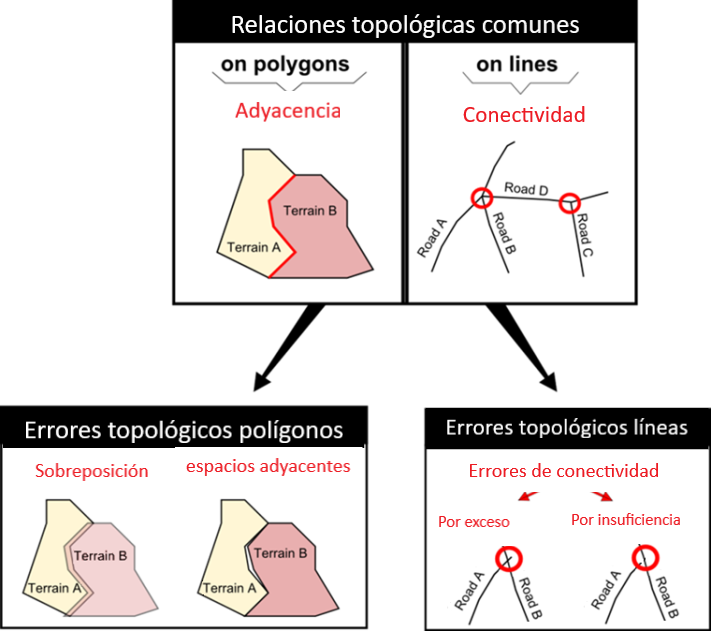 Relaciones topológicas comunes
on polygons
Adyacencia
Terrain B
Terrain A
on lines
Conectividad
Road D
Road A
Road B
Road C
Errores topológicos polígonos
Sobreposición
espacios adyacentes
Terrain B
Terrain A
Terrain B
Terrain A
Errores topológicos líneas
Errores de conectividad
Por exceso
Por insuficiencia
Road A
Road B
Road A
Road B